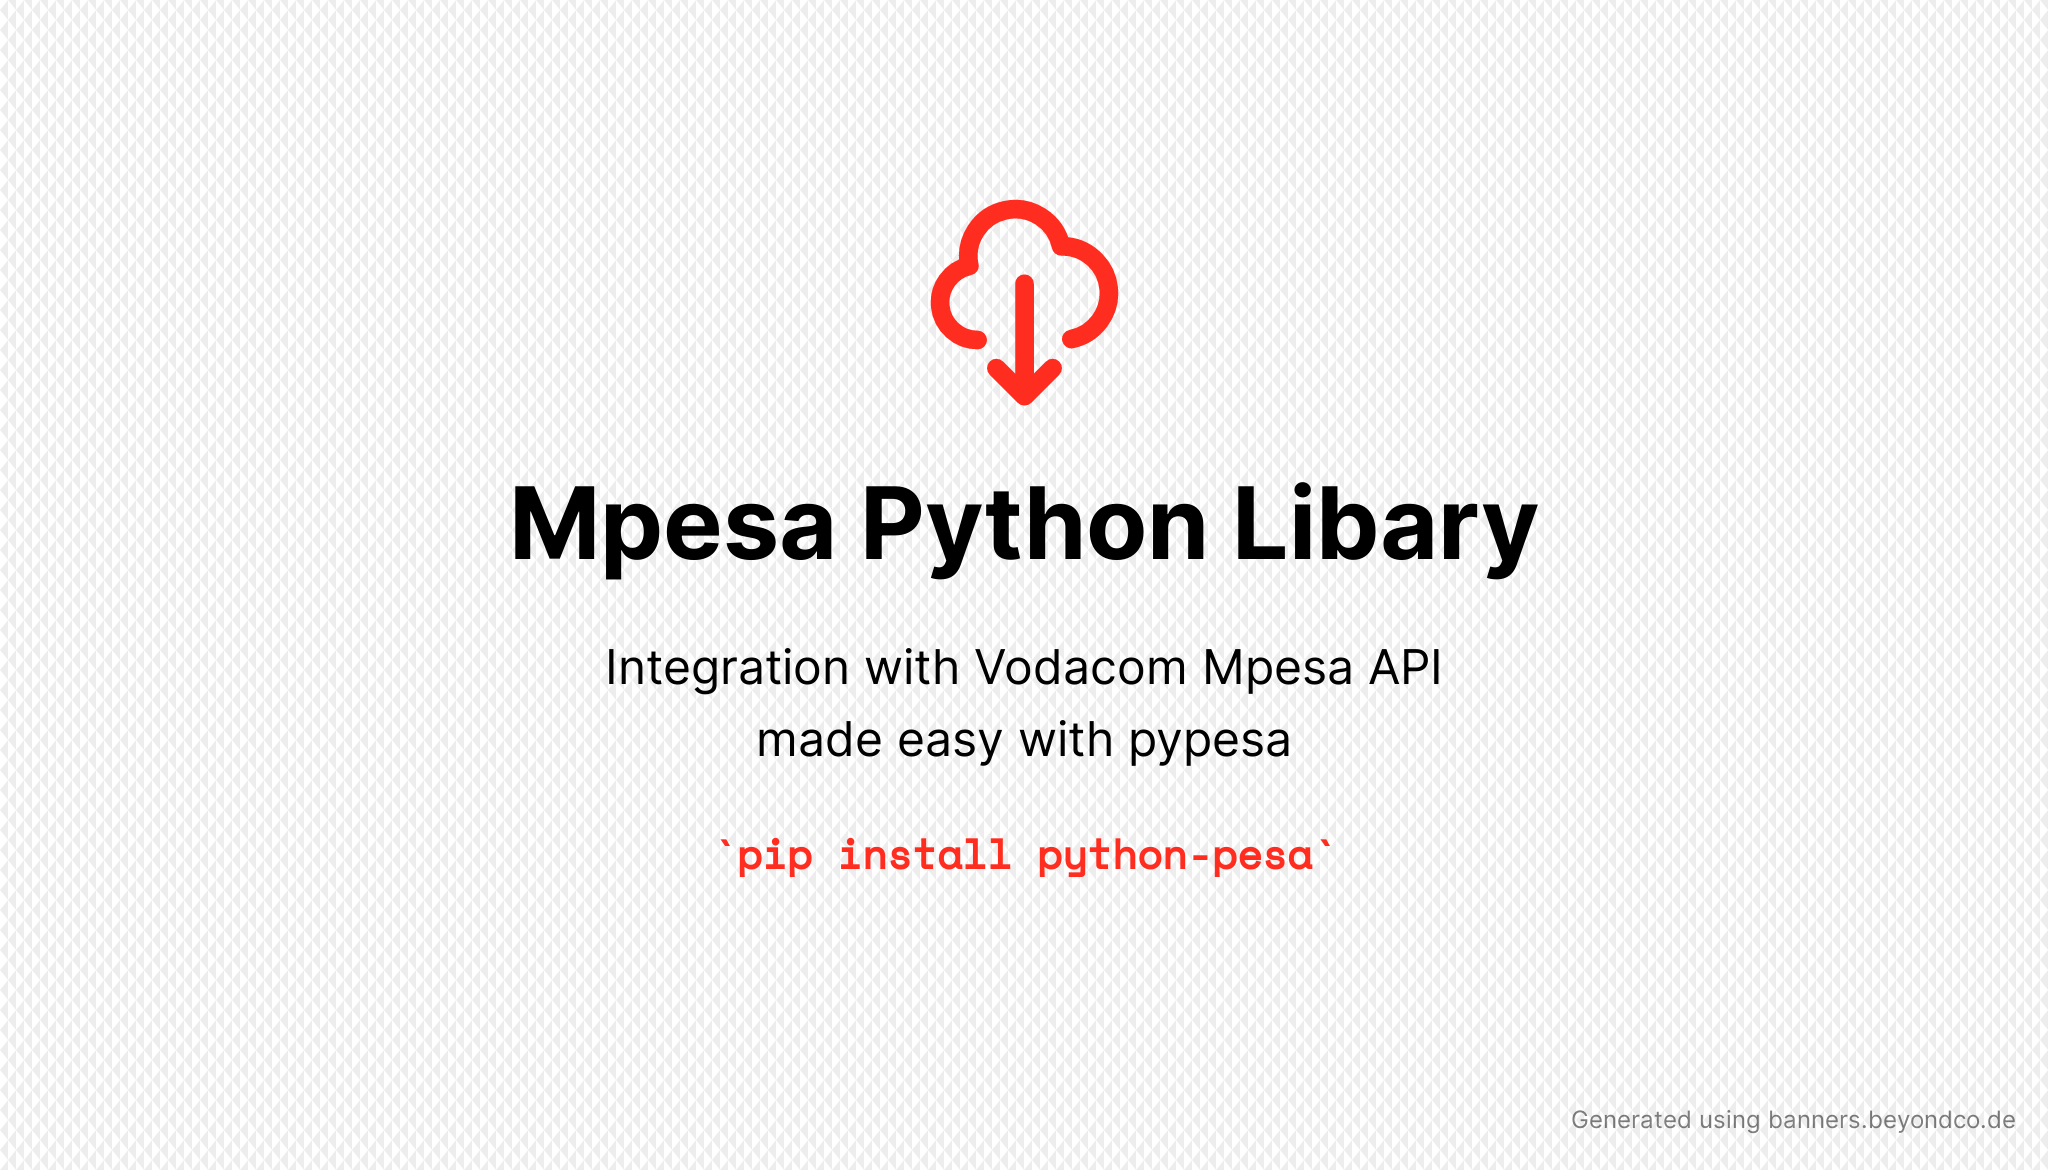 Mpesa Python Libary
Integration with Vodacom Mpesa API
made easy with pypesa
`pip install python-pesa`
Generated using banners.beyondco.de